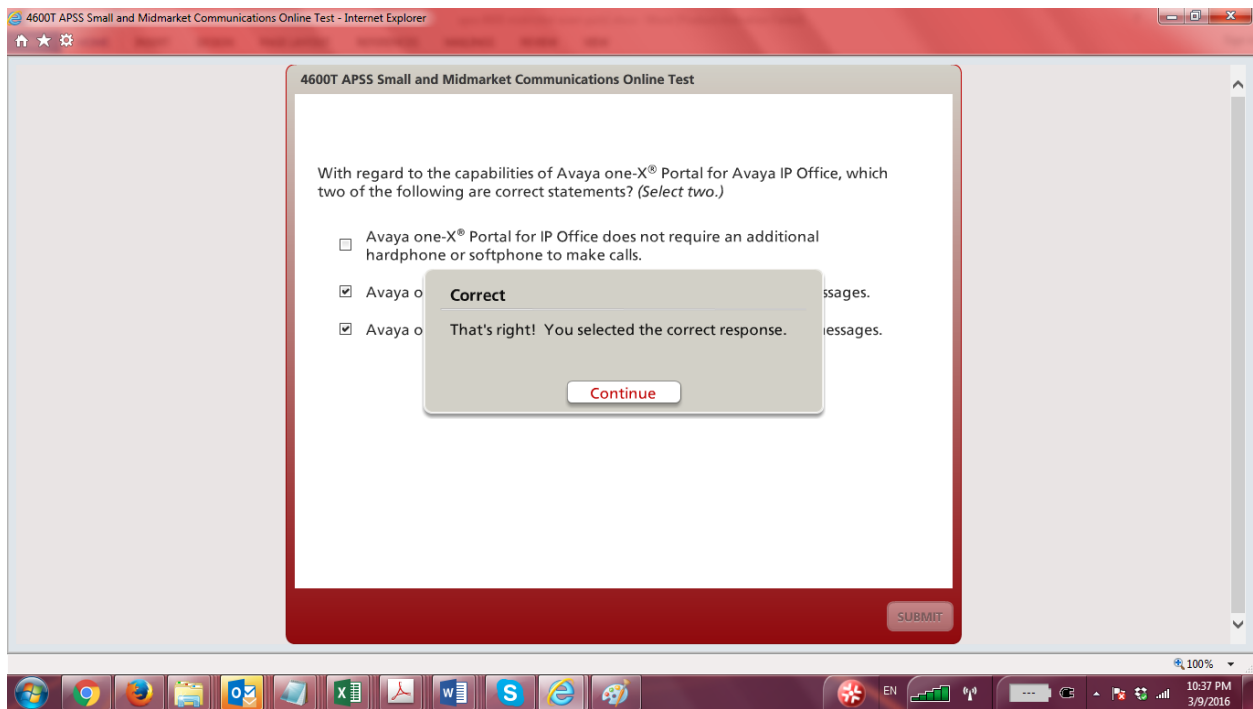 4600T APSS Small and Midmarket Communications Online Test - Internet Explorer
4600T APSS Small and Midmarket Communications Online Test
With regard to the capabilities of Avaya one-X® Portal for Avaya IP Office, which
two of the following are correct statements? (Select two.)
Avaya one-X® Portal for IP Office does not require an additional
hardphone or softphone to make calls.
Avaya o
ssages.
Avaya o
essages.
Correct
That's right! You selected the correct response.
Continue
SUBMIT
100%
EN
10:37 PM
3/9/2016